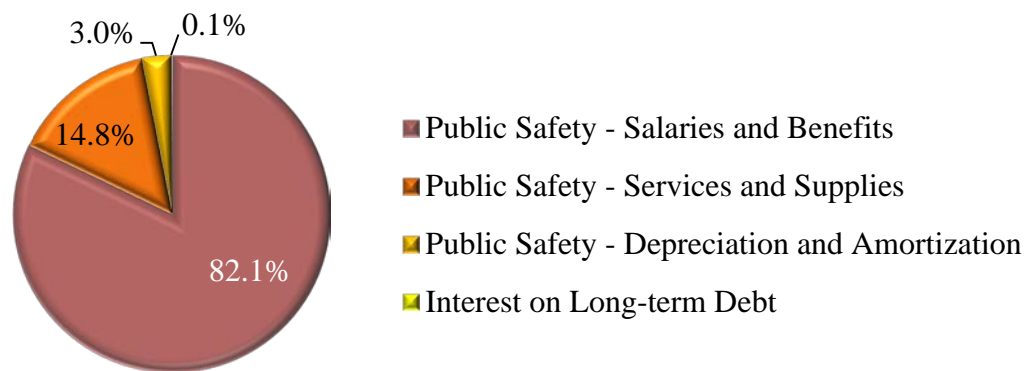 3.0%
0.1%
14.8%
82.1%
Public Safety - Salaries and Benefits
Public Safety - Services and Supplies
Public Safety - Depreciation and Amortization
Interest on Long-term Debt